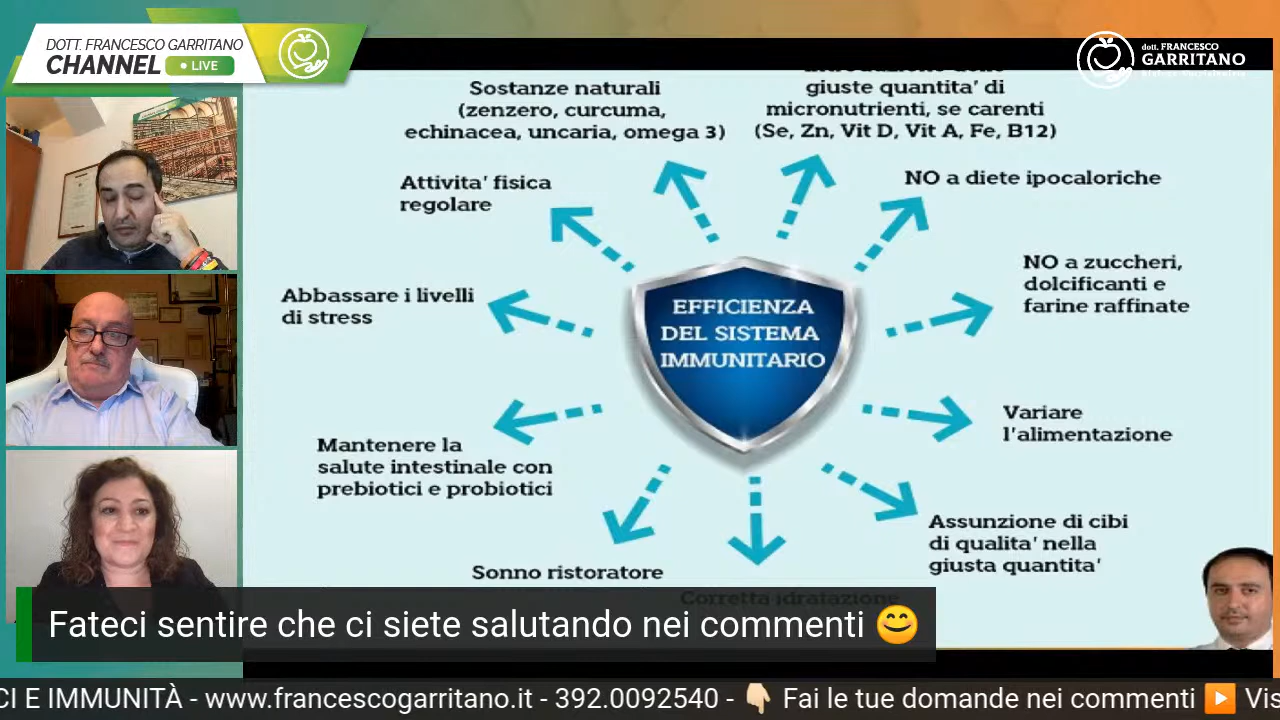 DOTT. FRANCESCO GARRITANO
CHANNEL
• LIVE
dott. FRANCESCO
GARRITANO
Sostanze naturali
(zenzero, curcuma,
echinacea, uncaria, omega 3)
giuste quantita' di
micronutrienti, se carenti
(Se, Zn, Vit D, Vit A, Fe, B12)
Attivita' fisica
regolare
NO a diete ipocaloriche
Abbassare i livelli
di stress
NO a zuccheri,
dolcificanti e
farine raffinate
EFFICIENZA
DEL SISTEMA
IMMUNITARIO
Mantenere la
salute intestinale con
prebiotici e probiotici
Variare
l'alimentazione
Assunzione di cibi
di qualita' nella
giusta quantita'
Sonno ristoratore
Corretta idratazione
Fateci sentire che ci siete salutando nei commenti 😊
CI E IMMUNITÀ - www.francescogarritano.it - 392.0092540 - 👇🏼 Fai le tue domande nei commenti ▶️ Vis